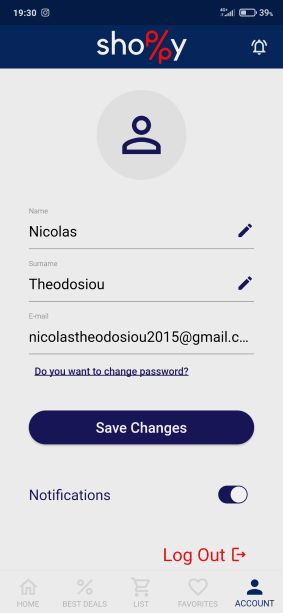 19:30
4G+ 39%
shoppy
Name
Nicolas
Surname
Theodosiou
E-mail
nicolastheodosiou2015@gmail.c...
Do you want to change password?
Save Changes
Notifications
Log Out
HOME BEST DEALS LIST FAVORITES ACCOUNT